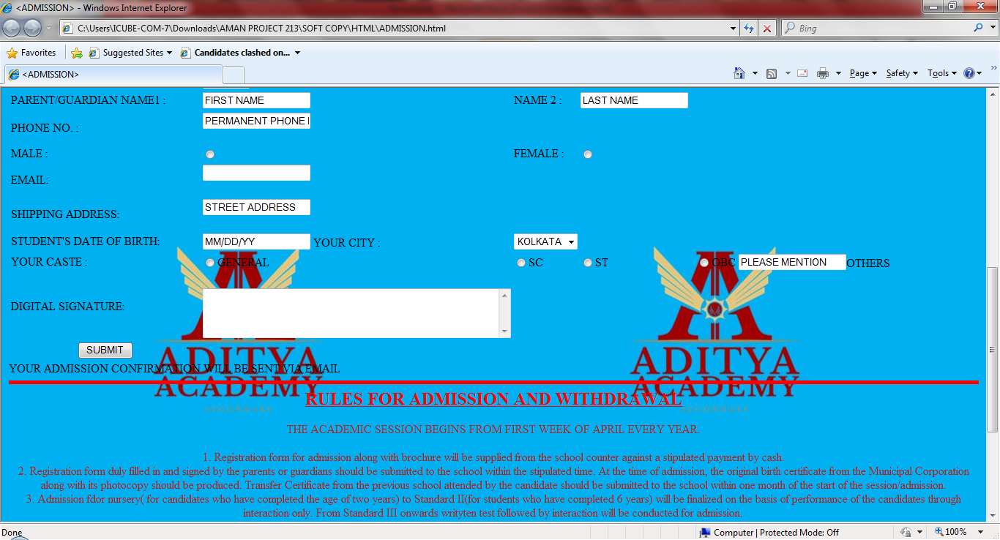 <ADMISSION> - Windows Internet Explorer
C:\Users\ICUBE-COM-7\Downloads\AMAN PROJECT 213\SOFT COPY\HTML\ADMISSION.html Bing
Favorites Suggested Sites Candidates clashed on...
<ADMISSION> Page Safety Tools
PARENT/GUARDIAN NAME1 : FIRST NAME NAME 2 : LAST NAME
PHONE NO. : PERMANENT PHONE
MALE : FEMALE :
EMAIL:
SHIPPING ADDRESS: STREET ADDRESS
STUDENT'S DATE OF BIRTH: MM/DD/YY YOUR CITY : KOLKATA
YOUR CASTE : GENERAL SC ST OBC PLEASE MENTION OTHERS
DIGITAL SIGNATURE:
SUBMIT
YOUR ADMISSION CONFIRMATION WILL BE SENT VIA EMAIL
ADITYA ACADEMY
ADITYA ACADEMY
RULES FOR ADMISSION AND WITHDRAWAL
THE ACADEMIC SESSION BEGINS FROM FIRST WEEK OF APRIL EVERY YEAR.
1. Registration form for admission along with brochure will be supplied from the school counter against a stipulated payment by cash.
2. Registration form duly filled in and signed by the parents or guardians should be submitted to the school within the stipulated time. At the time of admission, the original birth certificate from the Municipal Corporation
along with its photocopy should be produced. Transfer Certificate from the previous school attended by the candidate should be submitted to the school within one month of the start of the session/admission.
3. Admission fdor nursery( for candidates who have completed the age of two years) to Standard II(for students who have completed 6 years) will be finalized on the basis of performance of the candidates through
interaction only. From Standard III onwards writyten test followed by interaction will be conducted for admission.
Done Computer | Protected Mode: Off 100%